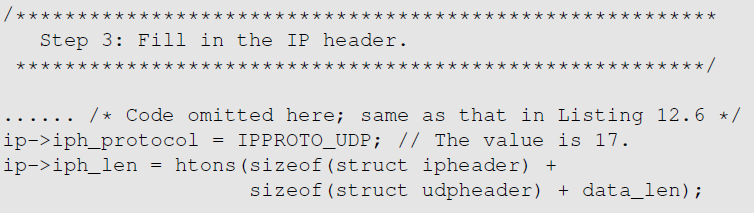 /*********************************************************
Step 3: Fill in the IP header.
********************************************************/
...... /* Code omitted here; same as that in Listing 12.6 */
ip->iph_protocol = IPPROTO_UDP; // The value is 17.
ip->iph_len = htons(sizeof(struct ipheader) +
sizeof(struct udpheader) + data_len);